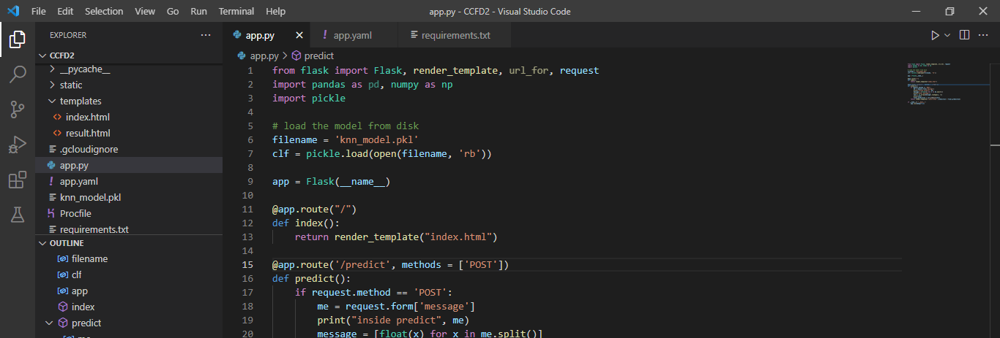 File Edit Selection View Go Run Terminal Help app.py - CCFD2 - Visual Studio Code
EXPLORER
CCFD2
__pycache__
static
templates
index.html
result.html
.gcloudignore
app.py
app.yaml
knn_model.pkl
Procfile
requirements.txt
OUTLINE
filename
clf
app
index
predict
app.py app.yaml requirements.txt
app.py > predict
1 from flask import Flask, render_template, url_for, request
2 import pandas as pd, numpy as np
3 import pickle
4
5 # load the model from disk
6 filename = 'knn_model.pkl'
7 clf = pickle.load(open(filename, 'rb'))
8
9 app = Flask(__name__)
10
11 @app.route("/")
12 def index():
13     return render_template("index.html")
14
15 @app.route('/predict', methods = ['POST'])
16 def predict():
17     if request.method == 'POST':
18         me = request.form['message']
19         print("inside predict", me)
20         message = [float(x) for x in me.split()]